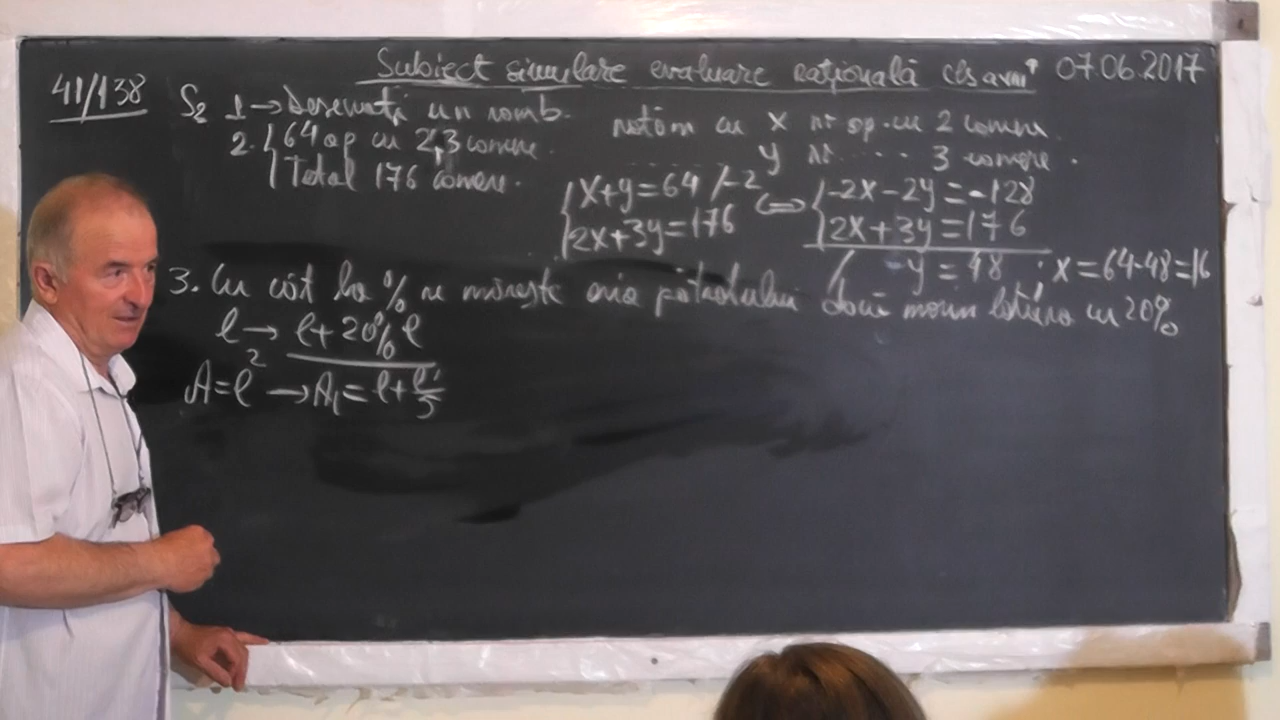 Subiect simulare evaluare națională cls a VIII a 07.06.2017
41/138
S2 1→Desenați un romb.
2. 64 ap cu 2,3 camere.
Total 176 camere.
notăm cu x nr ap. cu 2 camere
y nr ... 3 camere.
x+y=64 /-2 ⟺ -2x-2y=-128
2x+3y=176 2x+3y=176
/ y=48 ; x=64-48=16
3. Cu cât la % se mărește aria pătratului dacă mărim latura cu 20%
l→ l+20% l
A=l² →A₁=l+l/5